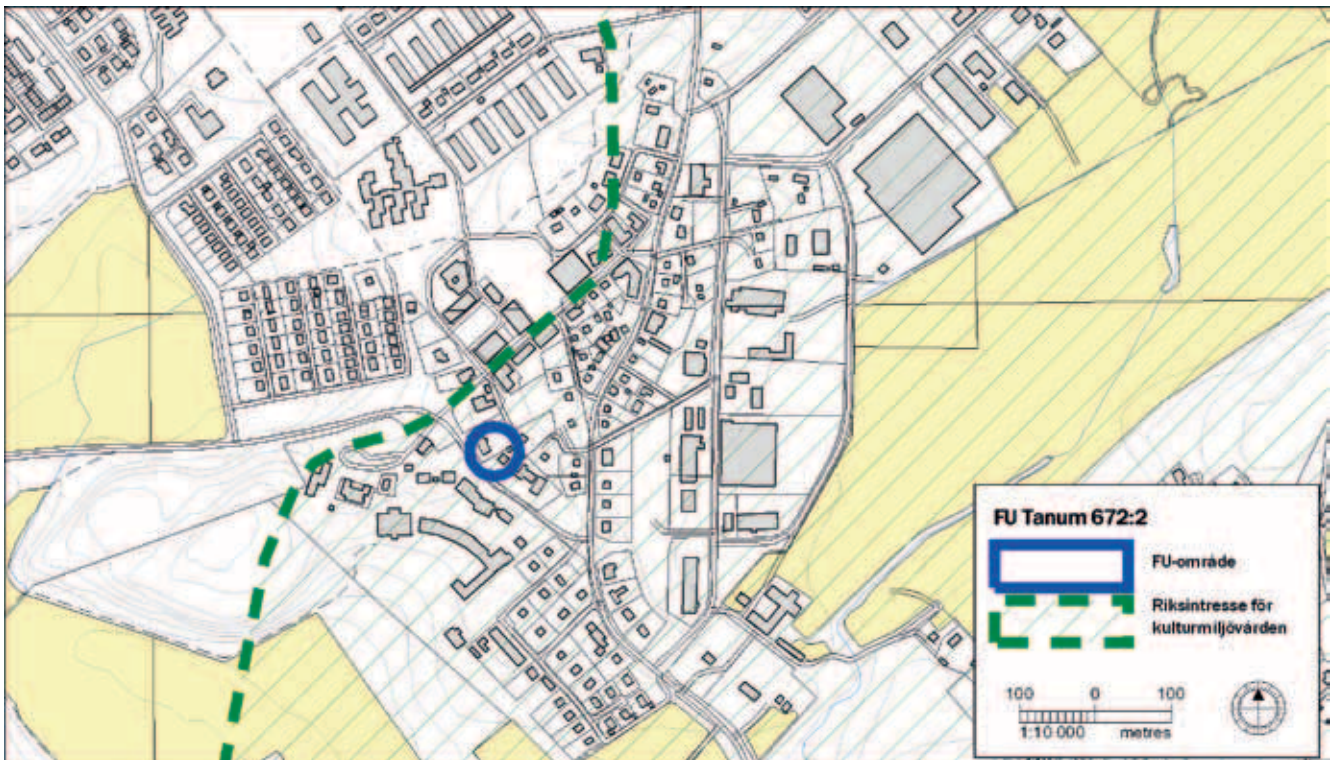 FU Tanum 672:2
FU-område
Riksintresse för
kulturmiljövården
100 0 100
1:10 000 metres